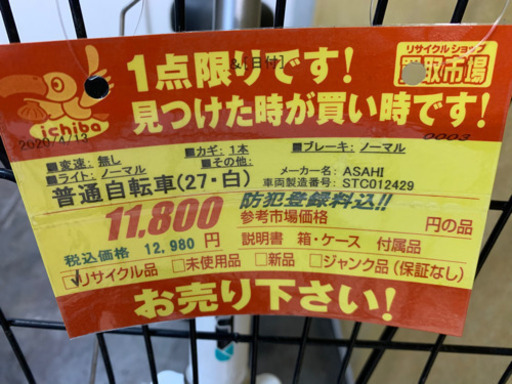 1点限りです!
見つけた時が買い時です!
リサイクルショップ
買取市場
ichiba
2020/4/13
0003
■変速: 無し ■カギ: 1本 ■ブレーキ: ノーマル
■ライト: ノーマル ■その他:
メーカー名: ASAHI
普通自転車(27・白) 車両製造番号: STC012429
11,800 防犯登録料込!!
参考市場価格 円の品
税込価格 12,980 円 説明書 箱・ケース 付属品
リサイクル品 □未使用品 □新品 □ジャンク品(保証なし)
お売り下さい!